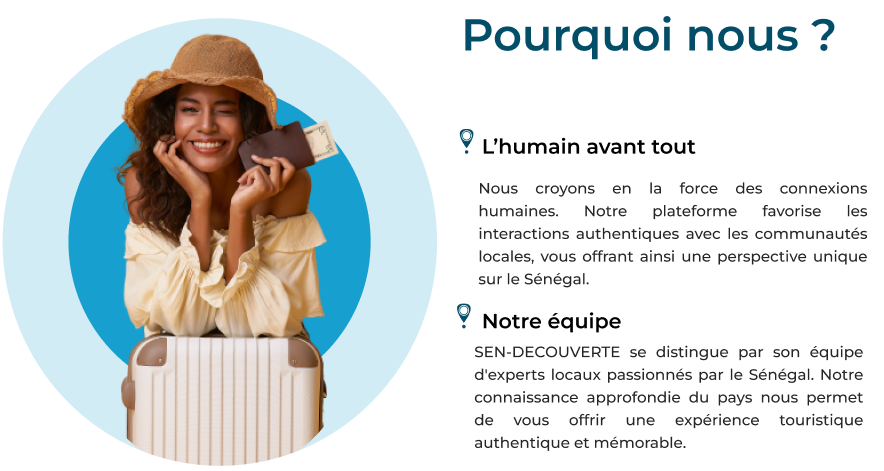 Pourquoi nous ?
L’humain avant tout
Nous croyons en la force des connexions
humaines. Notre plateforme favorise les
interactions authentiques avec les communautés
locales, vous offrant ainsi une perspective unique
sur le Sénégal.
Notre équipe
SEN-DECOUVERTE se distingue par son équipe
d'experts locaux passionnés par le Sénégal. Notre
connaissance approfondie du pays nous permet
de vous offrir une expérience touristique
authentique et mémorable.